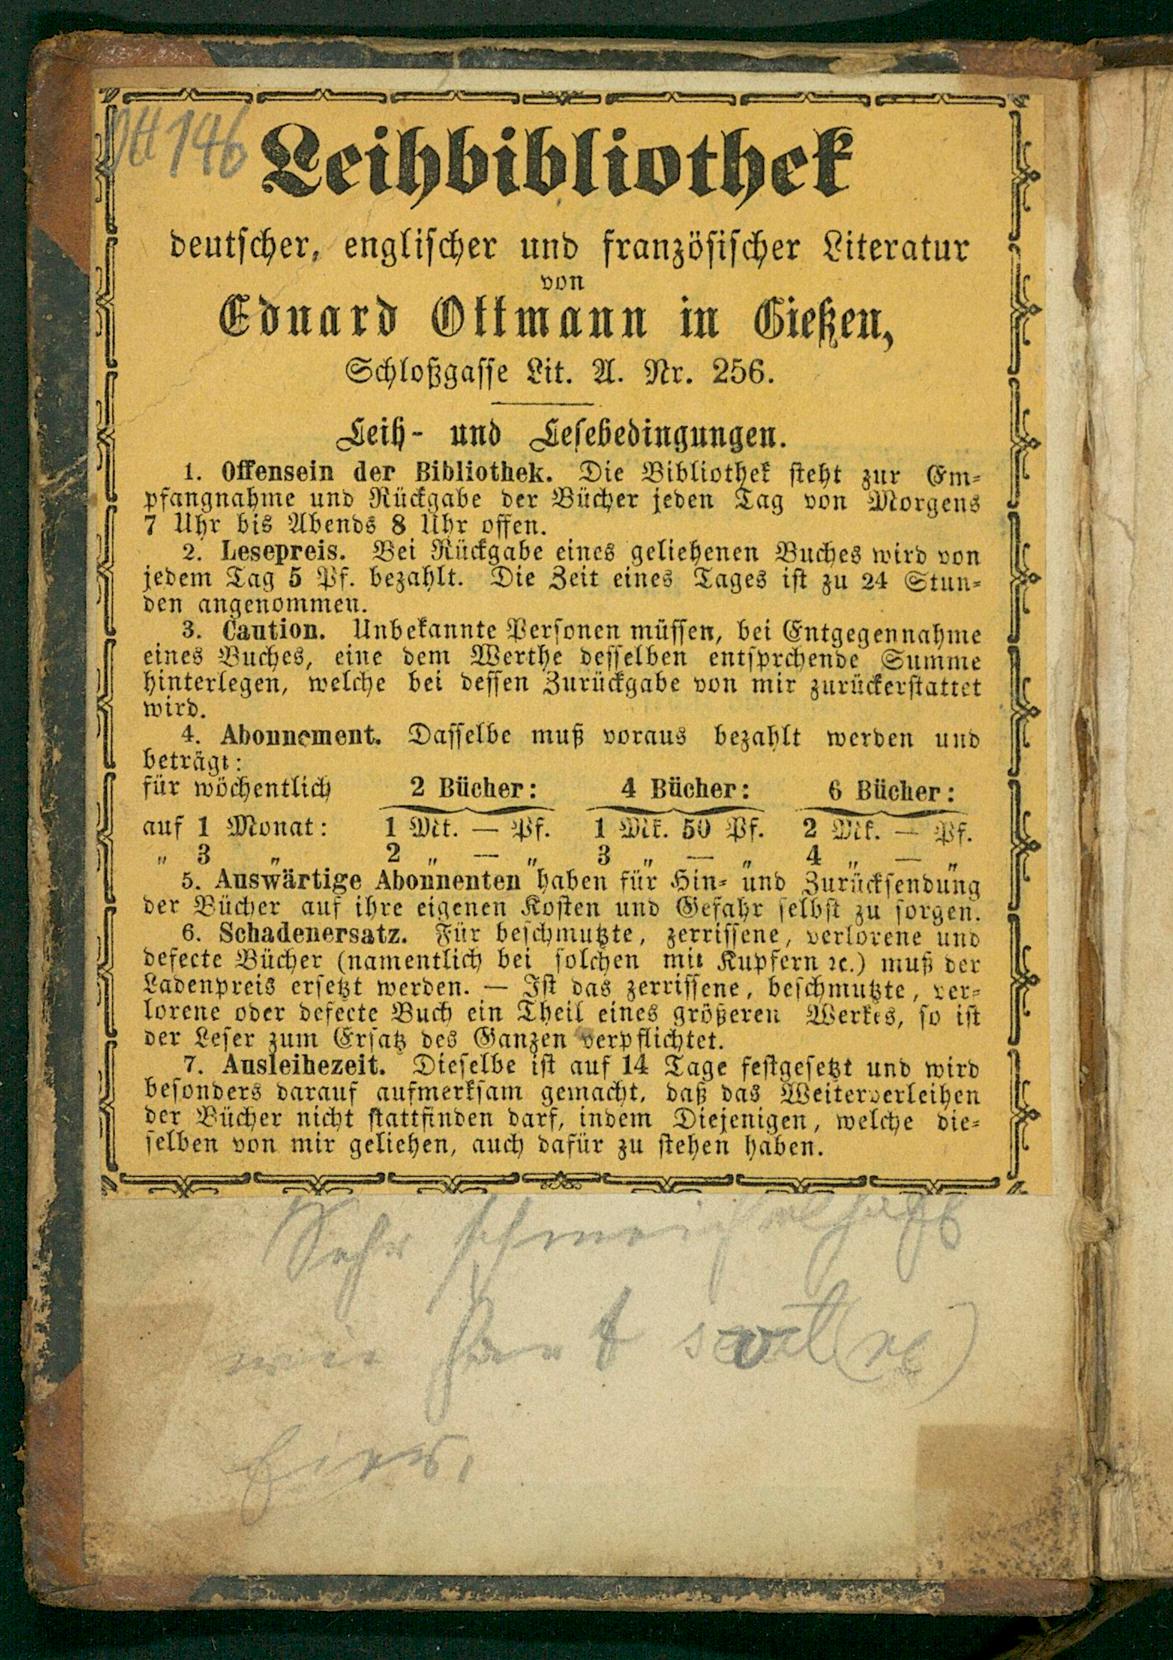 Ott 146
Leihbibliothek
deutscher, englischer und französischer Literatur
von
Eduard Ottmann in Gießen,
Schloßgasse Lit. A. Nr. 256.
Leih- und Lesebedingungen.
1. Offensein der Bibliothek. Die Bibliothek steht zur Em-
pfangnahme und Rückgabe der Bücher jeden Tag von Morgens
7 Uhr bis Abends 8 Uhr offen.
2. Lesepreis. Bei Rückgabe eines geliehenen Buches wird von
jedem Tag 5 Pf. bezahlt. Die Zeit eines Tages ist zu 24 Stun-
den angenommen.
3. Caution. Unbekannte Personen müssen, bei Entgegennahme
eines Buches, eine dem Werthe desselben entsprchende Summe
hinterlegen, welche bei dessen Zurückgabe von mir zurückerstattet
wird.
4. Abonnement. Dasselbe muß voraus bezahlt werden und
beträgt:
für wöchentlich 2 Bücher: 4 Bücher: 6 Bücher:
auf 1 Monat: 1 Mk. — Pf. 1 Mk. 50 Pf. 2 Mk. — Pf.
„ 3 „ 2 „ — „ 3 „ — „ 4 „ — „
5. Auswärtige Abonnenten haben für Hin- und Zurücksendung
der Bücher auf ihre eigenen Kosten und Gefahr selbst zu sorgen.
6. Schadenersatz. Für beschmutzte, zerrissene, verlorene und
defecte Bücher (namentlich bei solchen mit Kupfern ꝛc.) muß der
Ladenpreis ersetzt werden. — Ist das zerrissene, beschmutzte, ver-
lorene oder defecte Buch ein Theil eines größeren Werkes, so ist
der Leser zum Ersatz des Ganzen verpflichtet.
7. Ausleihezeit. Dieselbe ist auf 14 Tage festgesetzt und wird
besonders darauf aufmerksam gemacht, daß das Weiterverleihen
der Bücher nicht stattfinden darf, indem Diejenigen, welche die-
selben von mir geliehen, auch dafür zu stehen haben.
Sehr schmeichelhaft
wie